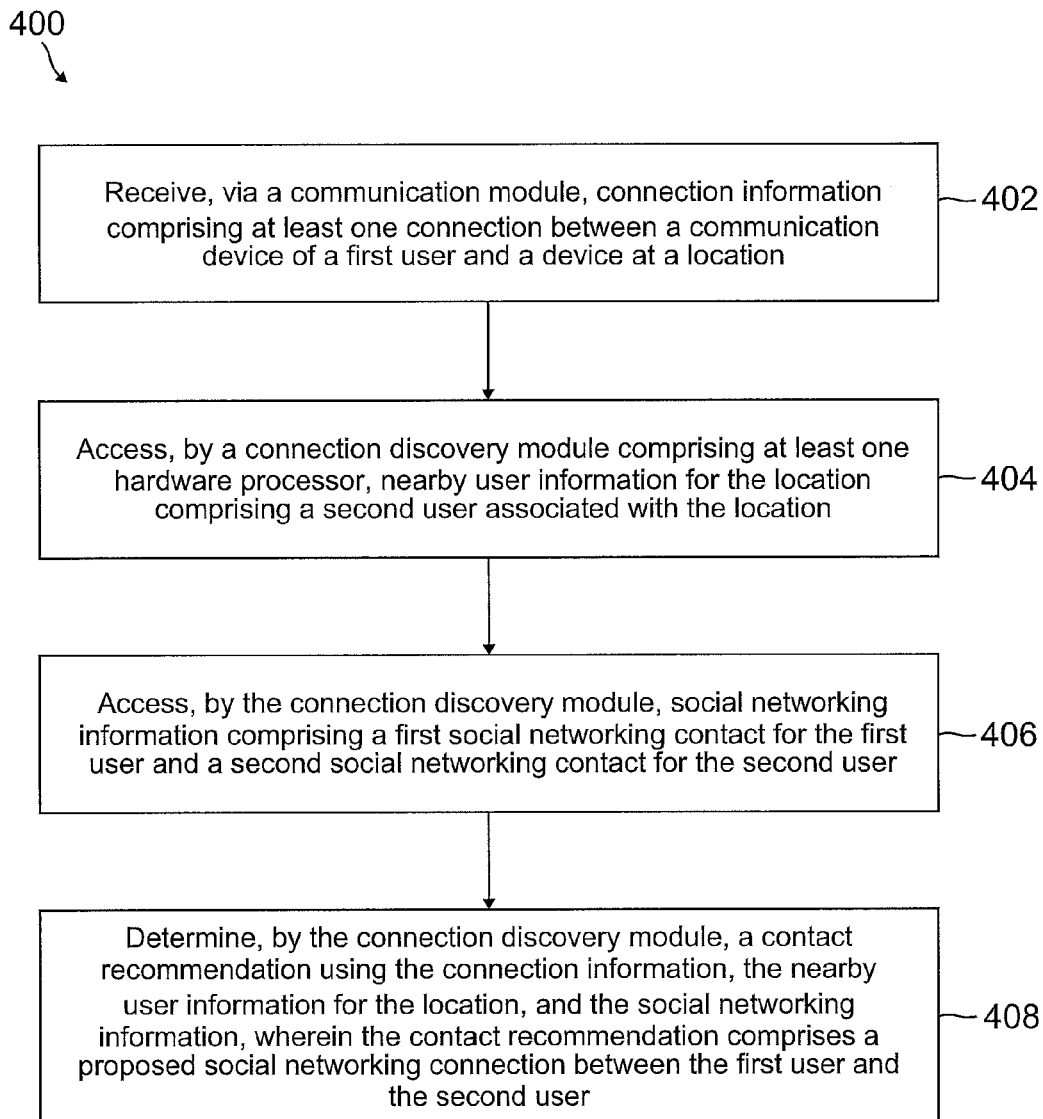 400
Receive, via a communication module, connection information
comprising at least one connection between a communication
device of a first user and a device at a location
402
Access, by a connection discovery module comprising at least one
hardware processor, nearby user information for the location
comprising a second user associated with the location
404
Access, by the connection discovery module, social networking
information comprising a first social networking contact for the first
user and a second social networking contact for the second user
406
Determine, by the connection discovery module, a contact
recommendation using the connection information, the nearby
user information for the location, and the social networking
information, wherein the contact recommendation comprises a
proposed social networking connection between the first user and
the second user
408